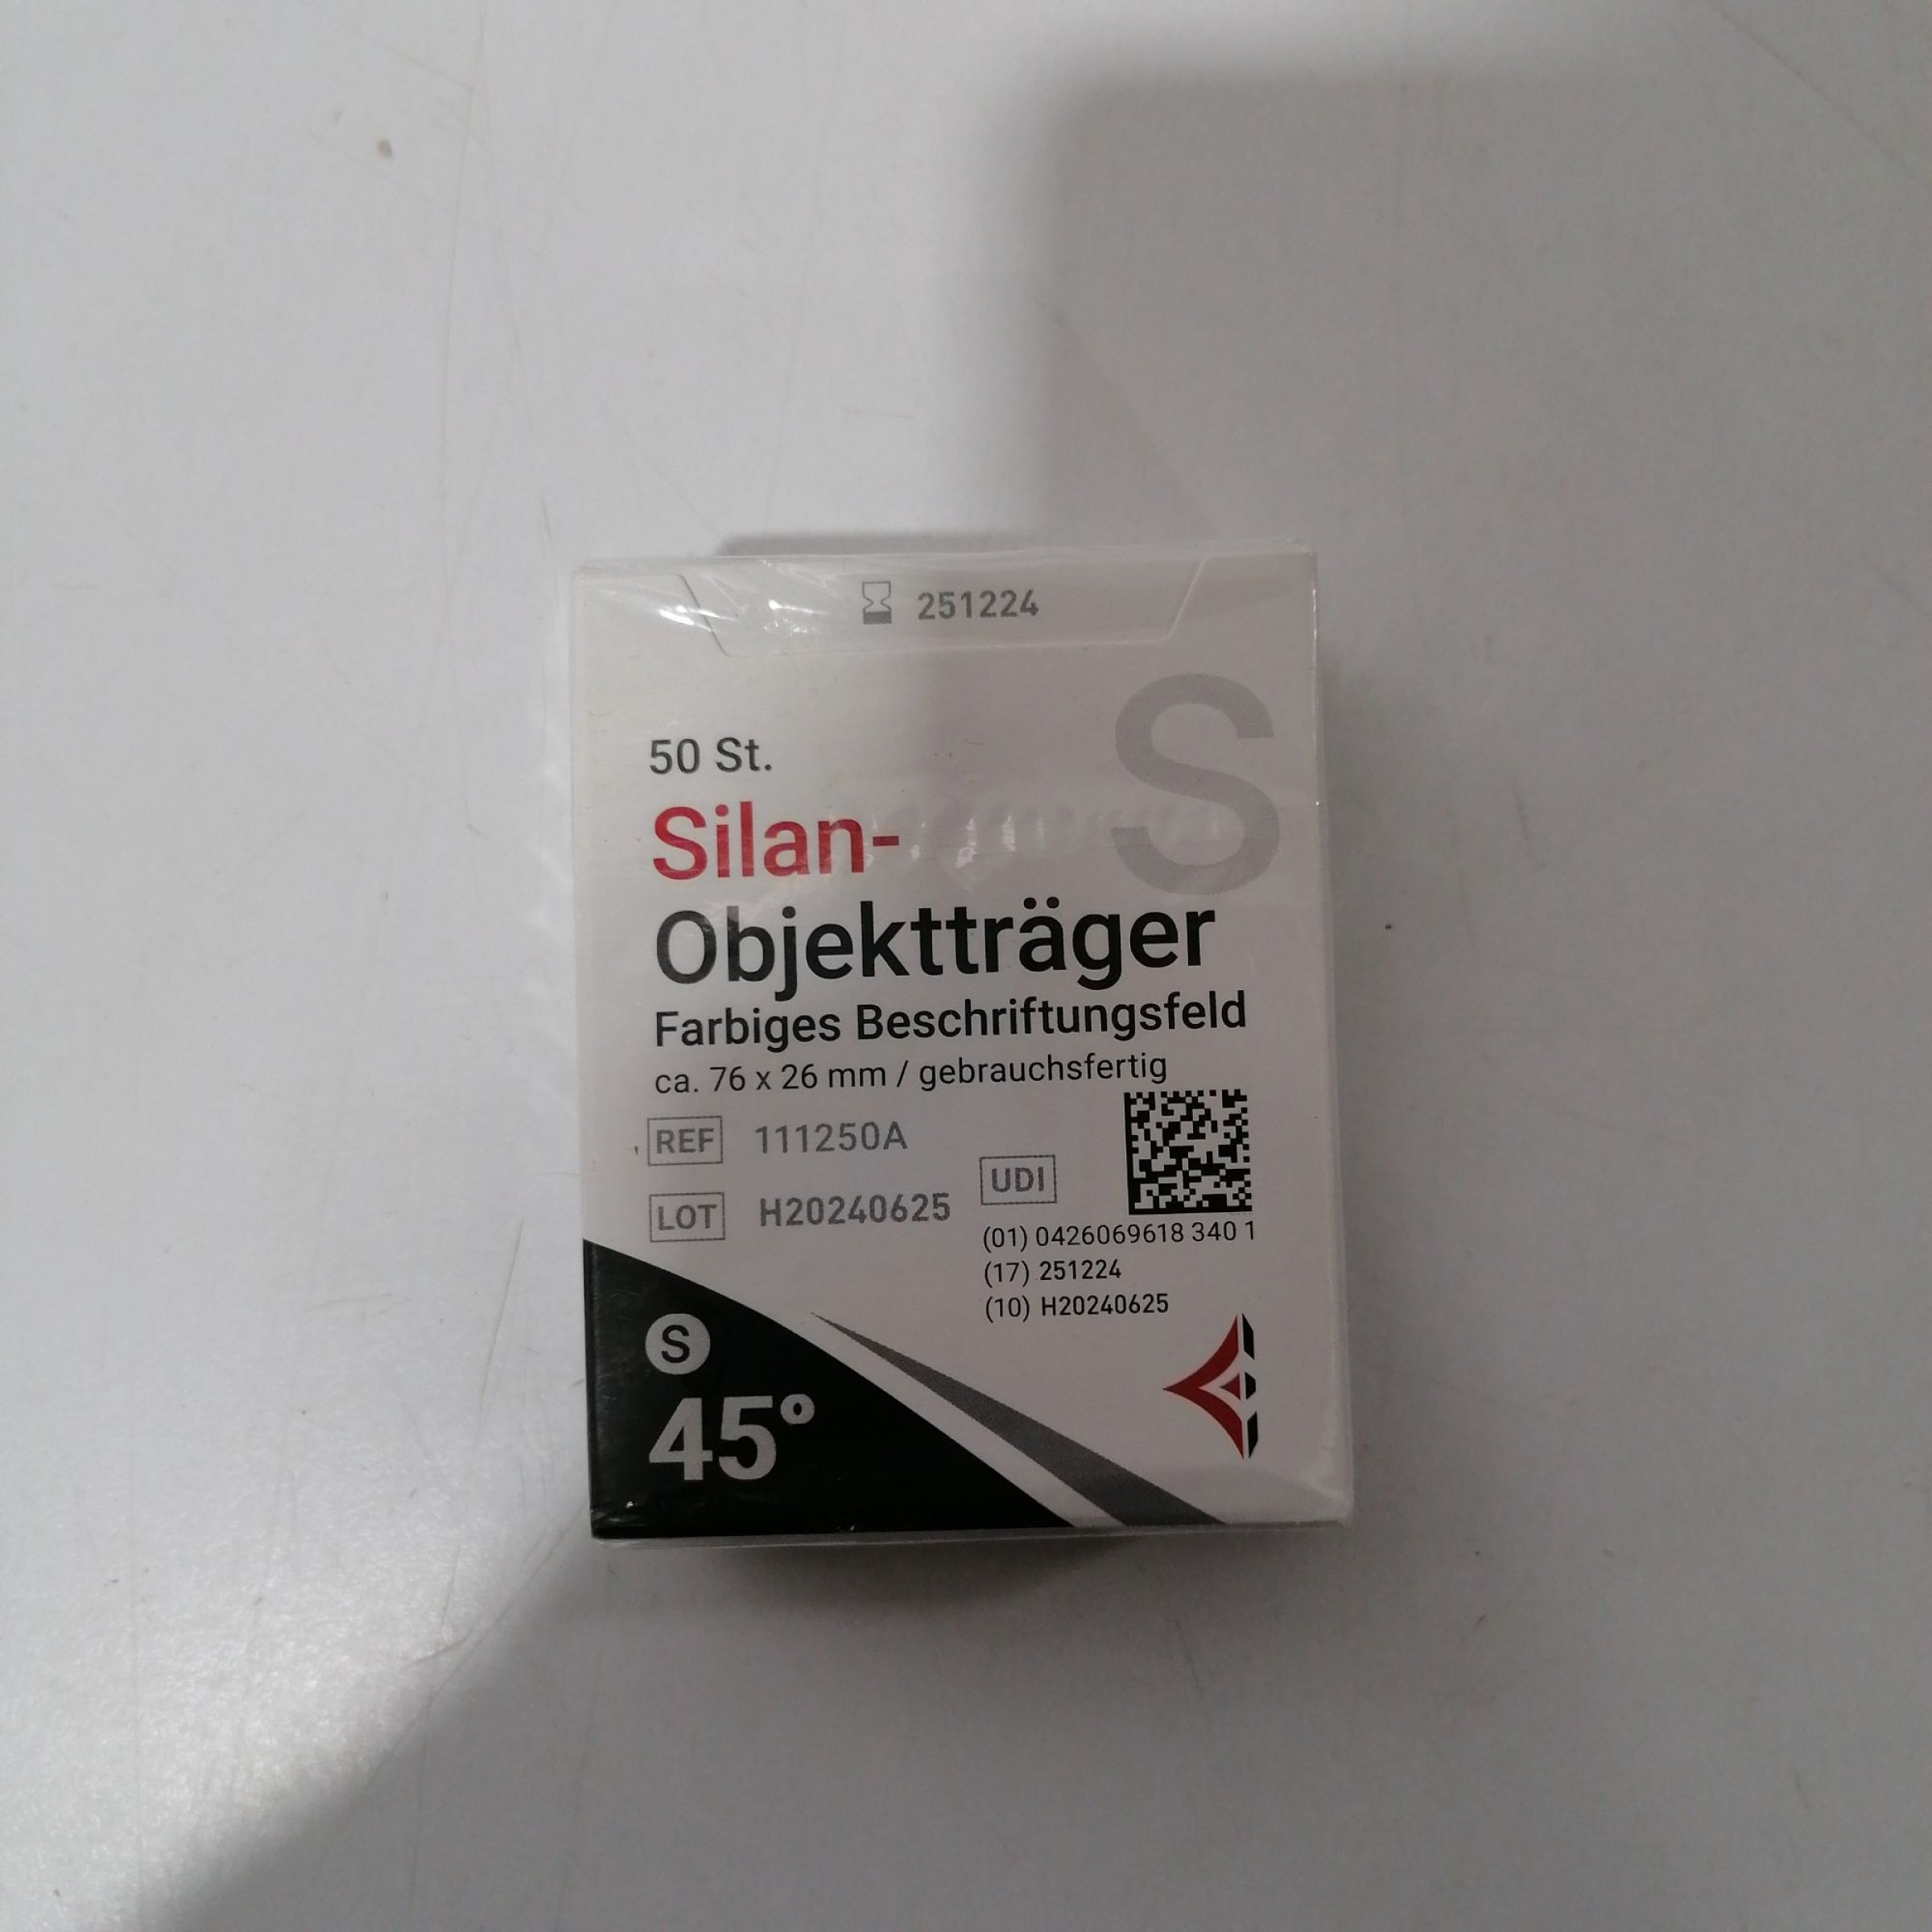 251224
S
50 St.
Silan-
Objektträger
Farbiges Beschriftungsfeld
ca. 76 x 26 mm / gebrauchsfertig
REF 111250A
LOT H20240625
UDI
(01) 0426069618 340 1
(17) 251224
(10) H20240625
S
45°